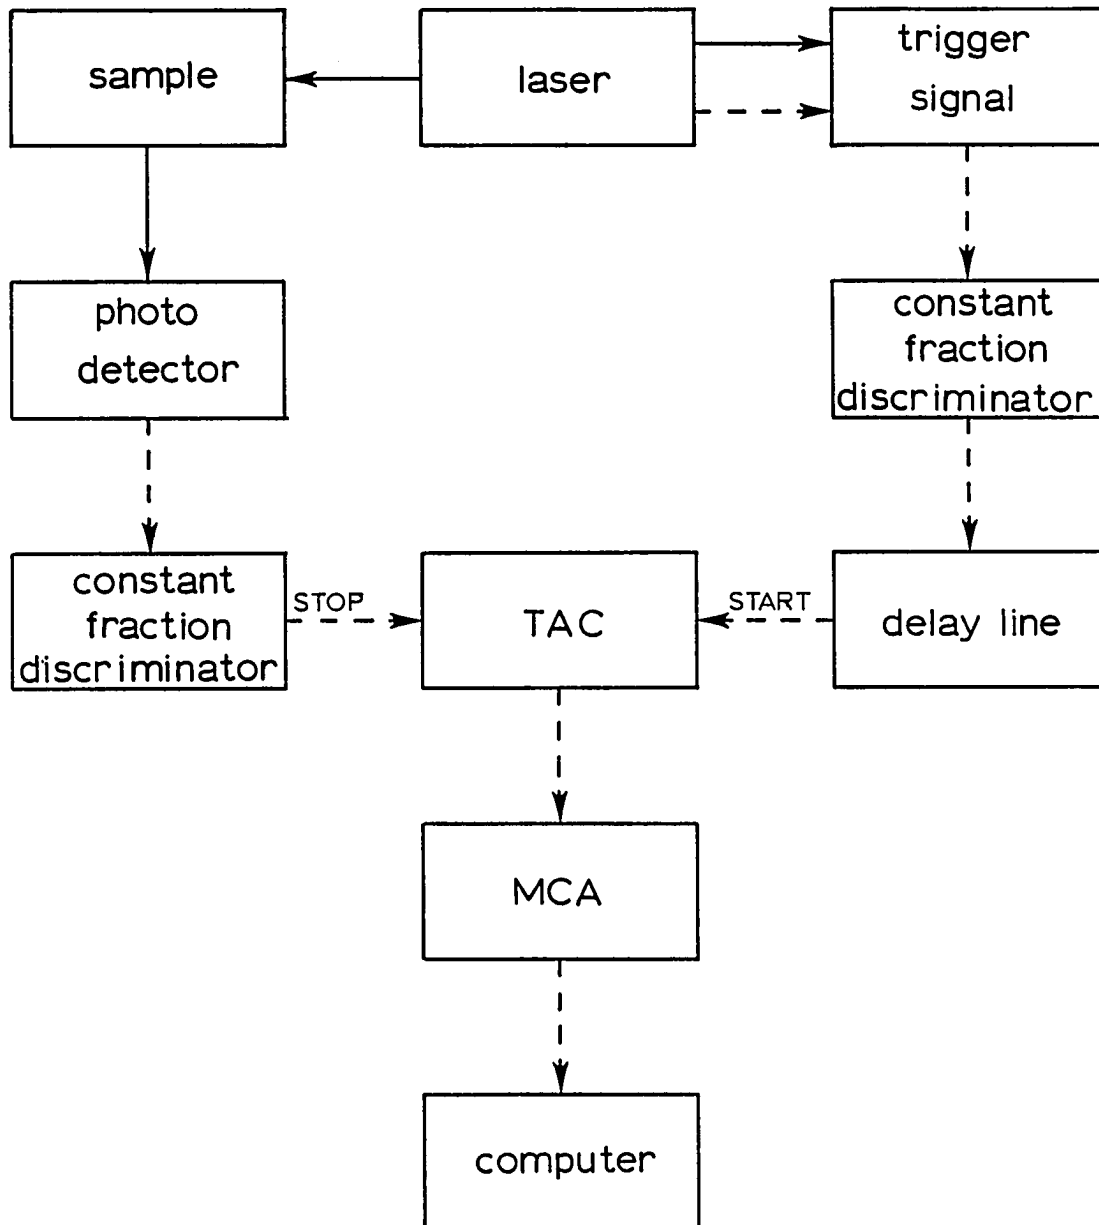 sample
laser
trigger
signal
photo
detector
constant
fraction
discriminator
constant
fraction
discriminator
STOP
TAC
START
delay line
MCA
computer